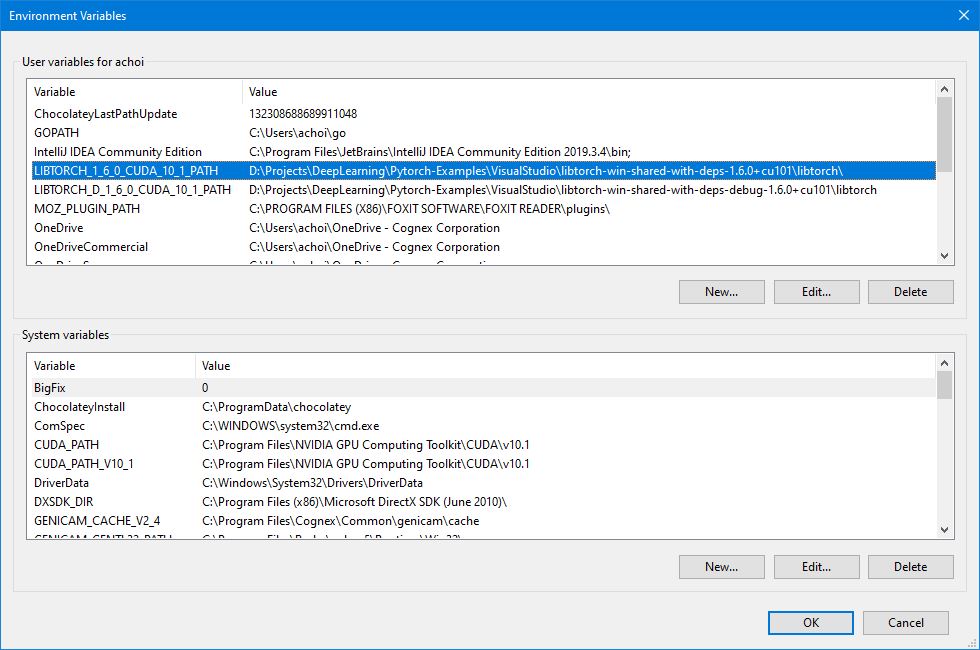 Environment Variables
User variables for achoi
Variable Value
ChocolateyLastPathUpdate 132308688689911048
GOPATH C:\Users\achoi\go
IntelliJ IDEA Community Edition C:\Program Files\JetBrains\IntelliJ IDEA Community Edition 2019.3.4\bin;
LIBTORCH_1_6_0_CUDA_10_1_PATH D:\Projects\DeepLearning\Pytorch-Examples\VisualStudio\libtorch-win-shared-with-deps-1.6.0+cu101\libtorch\
LIBTORCH_D_1_6_0_CUDA_10_1_PATH D:\Projects\DeepLearning\Pytorch-Examples\VisualStudio\libtorch-win-shared-with-deps-debug-1.6.0+cu101\libtorch
MOZ_PLUGIN_PATH C:\PROGRAM FILES (X86)\FOXIT SOFTWARE\FOXIT READER\plugins\
OneDrive C:\Users\achoi\OneDrive - Cognex Corporation
OneDriveCommercial C:\Users\achoi\OneDrive - Cognex Corporation
New... Edit... Delete
System variables
Variable Value
BigFix 0
ChocolateyInstall C:\ProgramData\chocolatey
ComSpec C:\WINDOWS\system32\cmd.exe
CUDA_PATH C:\Program Files\NVIDIA GPU Computing Toolkit\CUDA\v10.1
CUDA_PATH_V10_1 C:\Program Files\NVIDIA GPU Computing Toolkit\CUDA\v10.1
DriverData C:\Windows\System32\Drivers\DriverData
DXSDK_DIR C:\Program Files (x86)\Microsoft DirectX SDK (June 2010)\
GENICAM_CACHE_V2_4 C:\Program Files\Cognex\Common\genicam\cache
New... Edit... Delete
OK Cancel